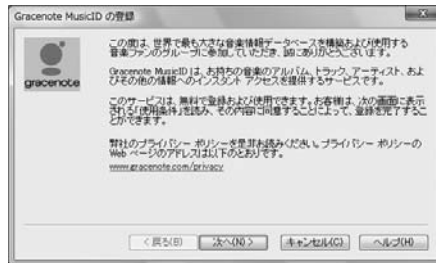 Gracenote MusicID の登録
gracenote
この度は、世界で最も大きな音楽情報データベースを構築および使用する
音楽ファンのグループに参加していただき、誠にありがとうございます。
Gracenote MusicID は、お持ちの音楽のアルバム、トラック、アーティスト、およ
びその他の情報へのインスタント アクセスを提供するサービスです。
このサービスは、無料で登録および使用できます。お客様は、次の画面に表示
される「使用条件」を読み、その内容に同意することによって、登録を完了するこ
とができます。
弊社のプライバシー ポリシーを是非お読みください。プライバシー ポリシーの
Web ページのアドレスは以下のとおりです。
www.gracenote.com/privacy
< 戻る(B)
次へ(N) >
キャンセル(C)
ヘルプ(H)